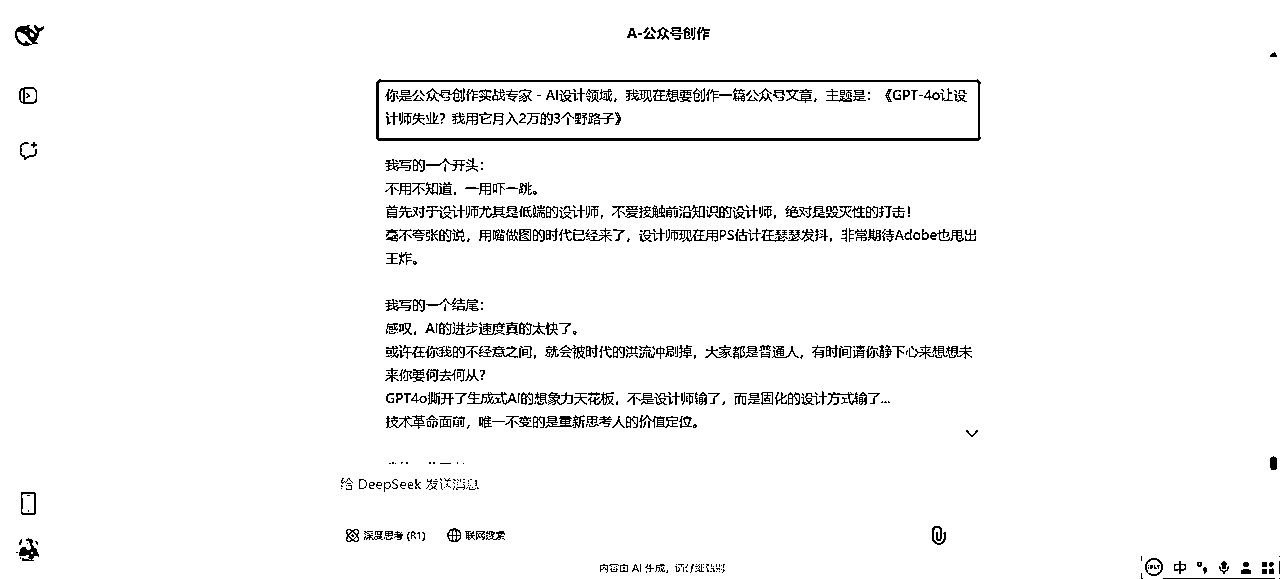 A-公众号创作
你是公众号创作实战专家 - AI设计领域，我现在想要创作一篇公众号文章，主题是：《GPT-4o让设
计师失业？我用它月入2万的3个野路子》
我写的一个开头：
不用不知道，一用吓一跳。
首先对于设计师尤其是低端的设计师，不爱接触前沿知识的设计师，绝对是毁灭性的打击！
毫不夸张的说，用嘴做图的时代已经来了，设计师现在用PS估计在瑟瑟发抖，非常期待Adobe也甩出
王炸。
我写的一个结尾：
感叹，AI的进步速度真的太快了。
或许在你我的不经意之间，就会被时代的洪流冲刷掉，大家都是普通人，有时间请你静下心来想想未
来你要何去何从？
GPT4o撕开了生成式AI的想象力天花板，不是设计师输了，而是固化的设计方式输了...
技术革命面前，唯一不变的是重新思考人的价值定位。
给 DeepSeek 发送消息
深度思考 (R1)
联网搜索
内容由 AI 生成，请仔细甄别
中